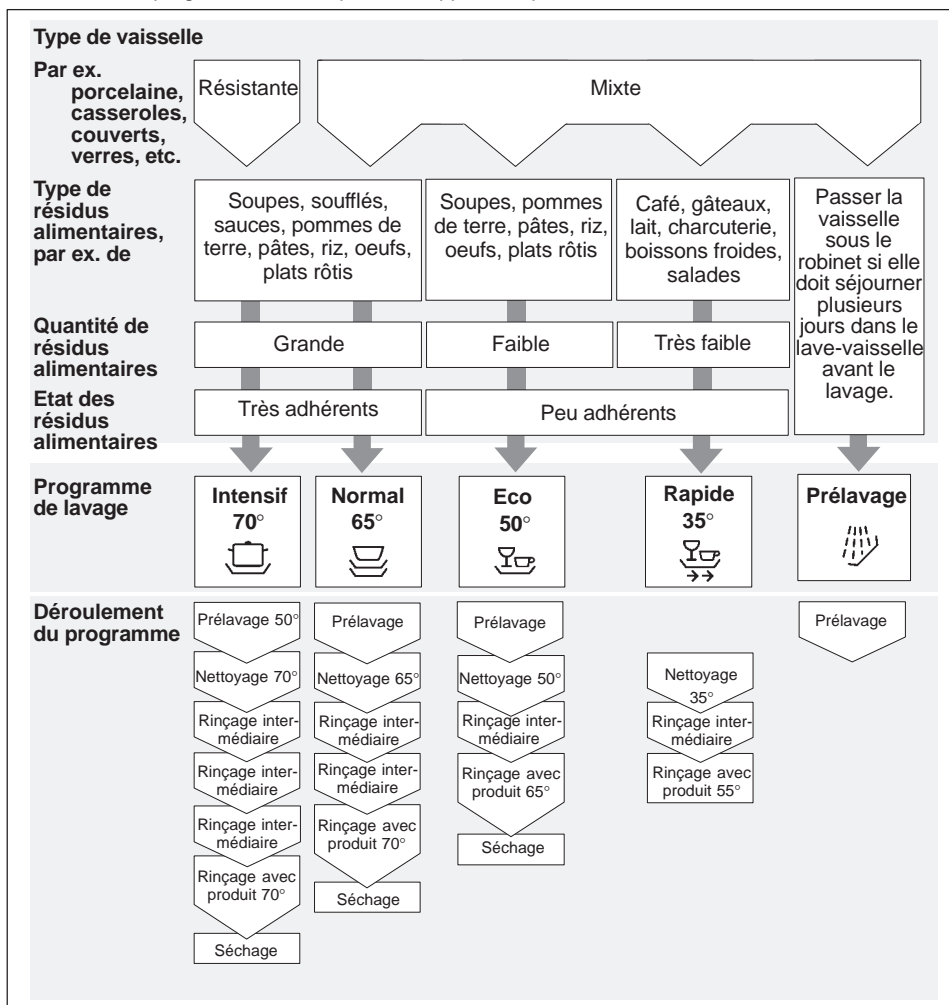 Type de vaisselle
Par ex.
porcelaine,
casseroles,
couverts,
verres, etc.
Résistante
Mixte
Type de
résidus
alimentaires,
par ex. de
Soupes, soufflés,
sauces, pommes de
terre, pâtes, riz, oeufs,
plats rôtis
Soupes, pommes
de terre, pâtes, riz,
oeufs, plats rôtis
Café, gâteaux,
lait, charcuterie,
boissons froides,
salades
Passer la
vaisselle
sous le
robinet si elle
doit séjourner
plusieurs
jours dans le
lave-vaisselle
avant le
lavage.
Quantité de
résidus
alimentaires
Grande
Faible
Très faible
Etat des
résidus
alimentaires
Très adhérents
Peu adhérents
Programme
de lavage
Intensif
70°
Normal
65°
Eco
50°
Rapide
35°
Prélavage
Déroulement
du programme
Prélavage 50°
Nettoyage 70°
Rinçage inter-
médiaire
Rinçage inter-
médiaire
Rinçage inter-
médiaire
Rinçage avec
produit 70°
Séchage
Prélavage
Nettoyage 65°
Rinçage inter-
médiaire
Rinçage inter-
médiaire
Rinçage avec
produit 70°
Séchage
Prélavage
Nettoyage 50°
Rinçage inter-
médiaire
Rinçage avec
produit 65°
Séchage
Nettoyage
35°
Rinçage inter-
médiaire
Rinçage avec
produit 55°
Prélavage